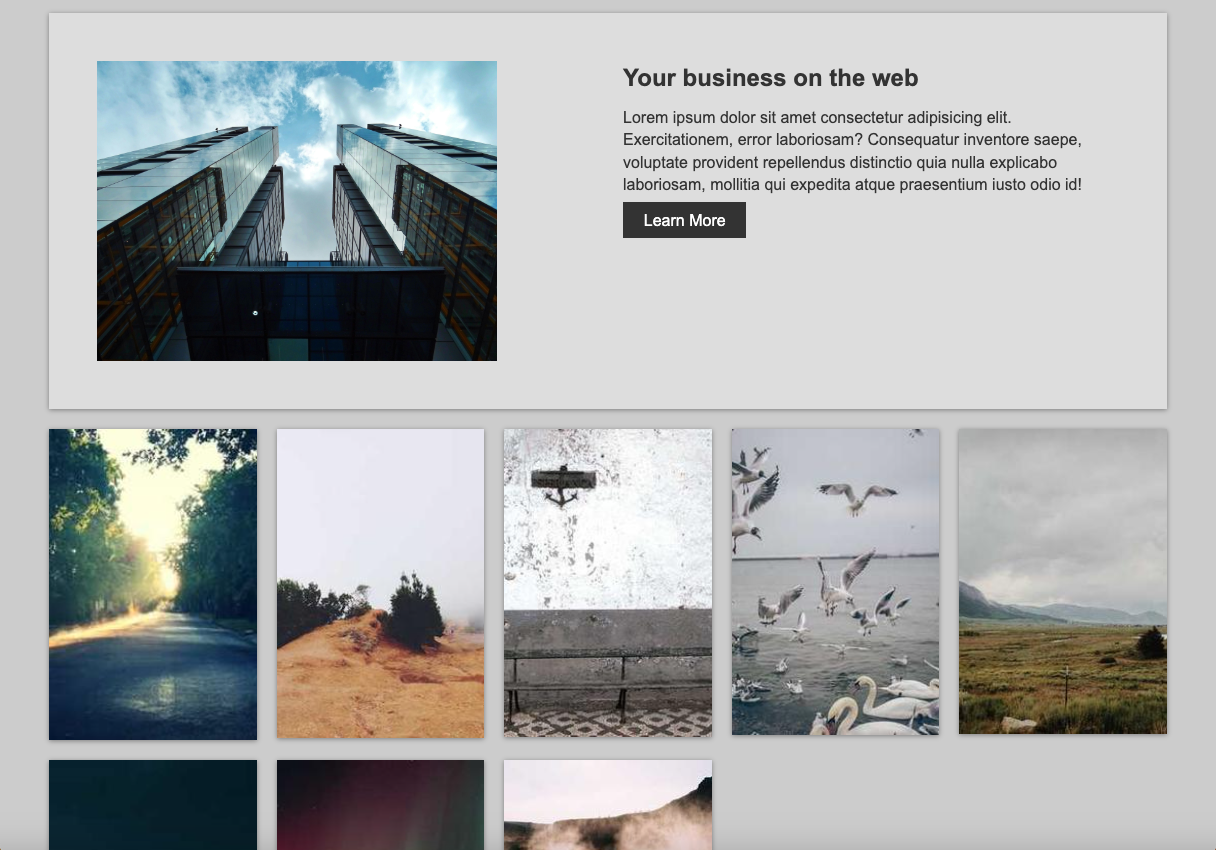 Your business on the web
Lorem ipsum dolor sit amet consectetur adipisicing elit.
Exercitationem, error laboriosam? Consequatur inventore saepe,
voluptate provident repellendus distinctio quia nulla explicabo
laboriosam, mollitia qui expedita atque praesentium iusto odio id!
Learn More